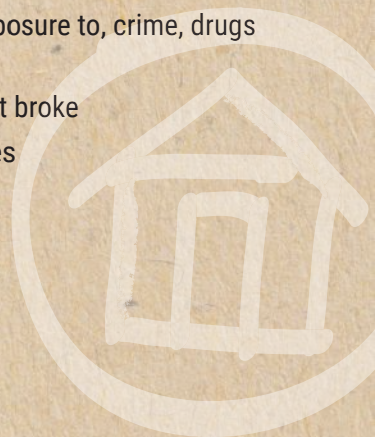 posure to, crime, drugs
t broke
es